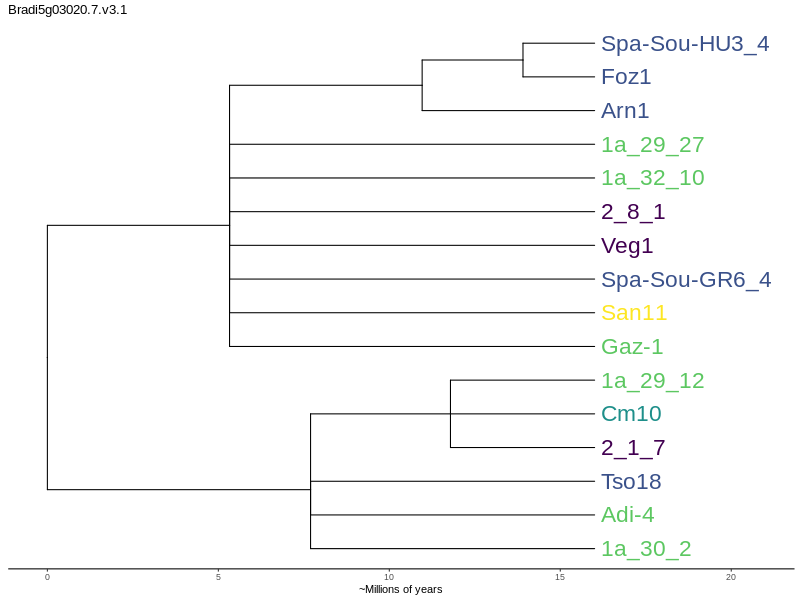 Bradi5g03020.7.v3.1
Spa-Sou-HU3_4
Foz1
Arn1
1a_29_27
1a_32_10
2_8_1
Veg1
Spa-Sou-GR6_4
San11
Gaz-1
1a_29_12
Cm10
2_1_7
Tso18
Adi-4
1a_30_2
0 5 10 15 20
~Millions of years